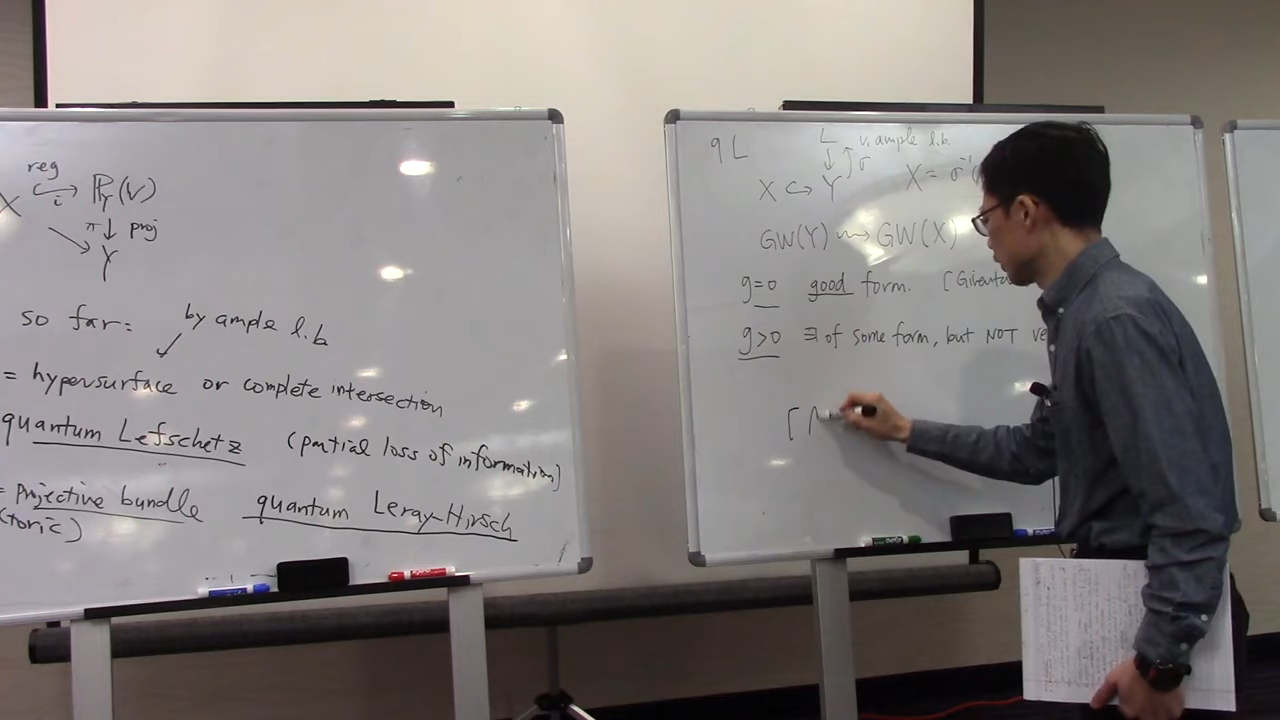 reg
X ↪ P_Y(V)
i
π ↓ proj
Y
so far: by ample l.b
= hypersurface or complete intersection
quantum Lefschetz (partial loss of information)
= Projective bundle quantum Leray-Hirsch
(toric)
qL
L v. ample l.b.
↓ ↑ σ
X ↪ Y X = σ⁻¹(
GW(Y) ⇝ GW(X)
g=0 good form. [Givental
g>0 ∃ of some form, but NOT ve
[